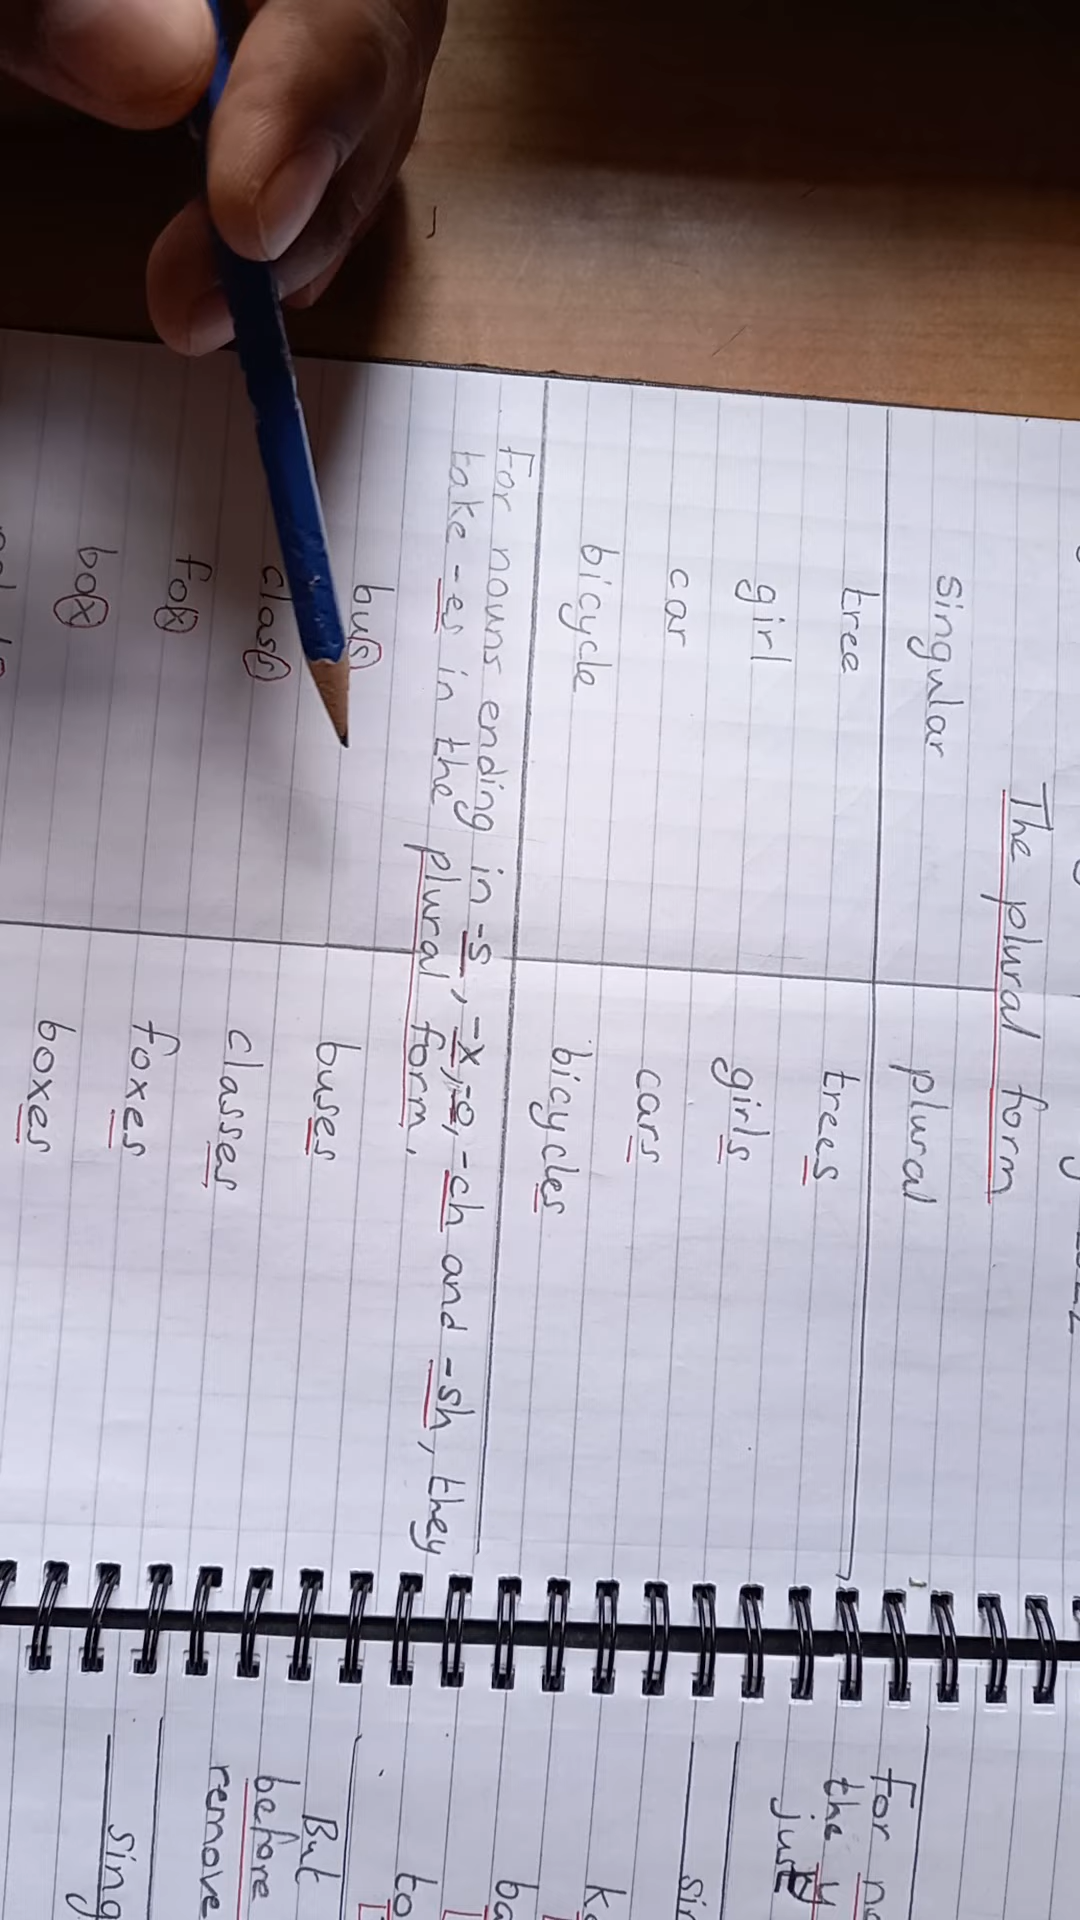 The plural form
singular plural
tree trees
girl girls
car cars
bicycle bicycles
For nouns ending in -s, -x, -o, -ch and -sh, they
take -es in the plural form.
bus buses
class classes
fox foxes
box boxes
For
the y
just
But
before
remove